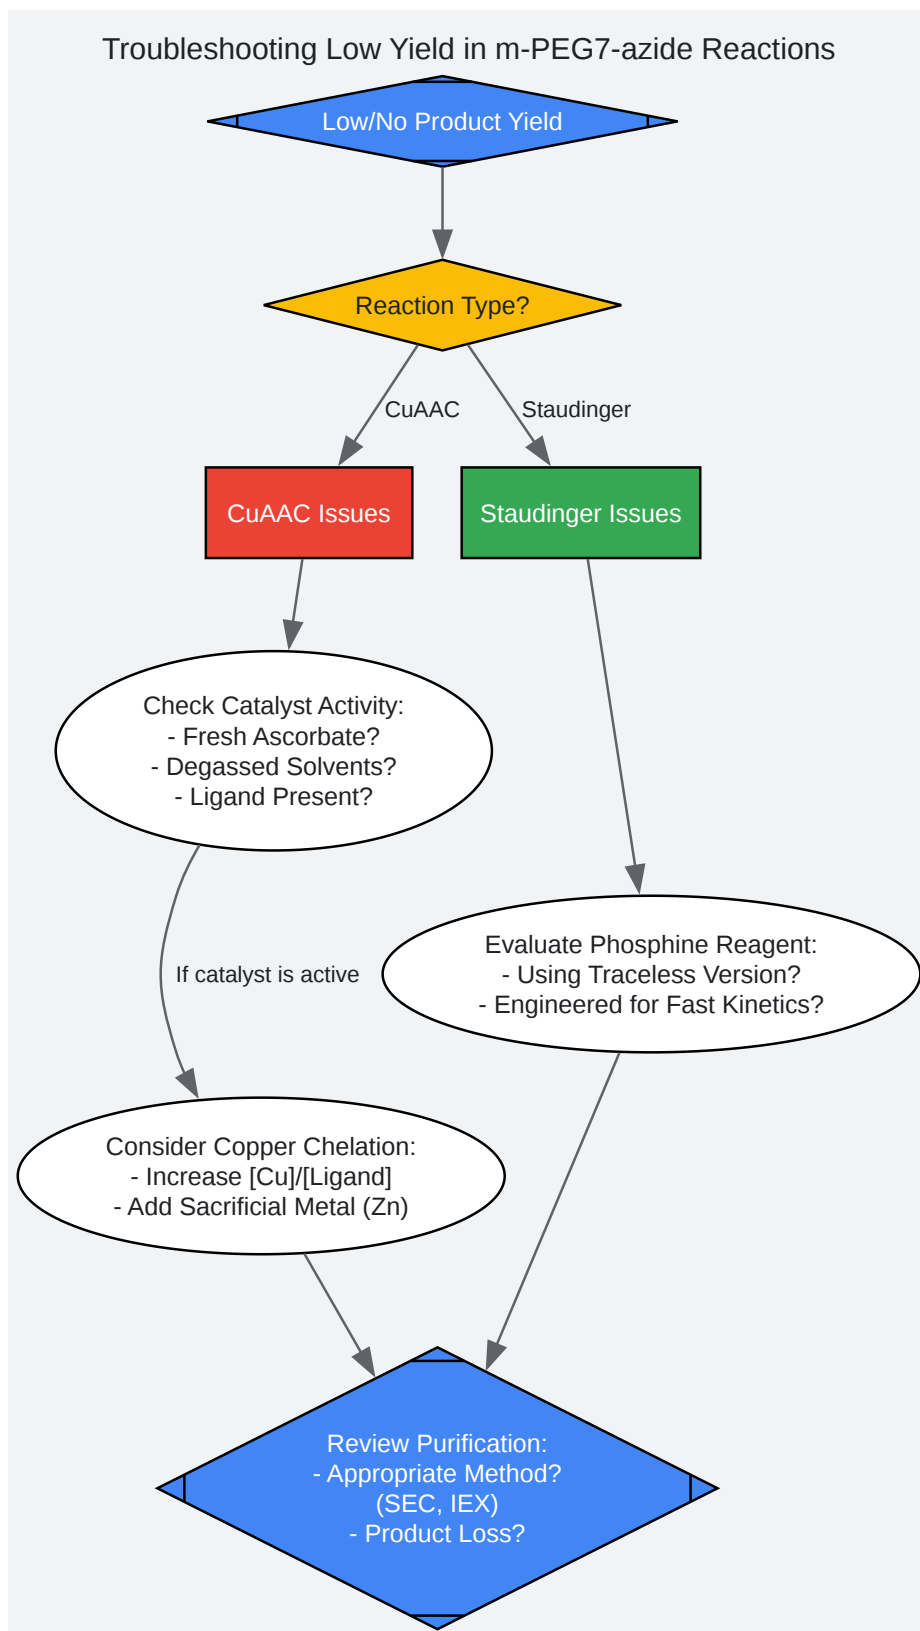 Troubleshooting Low Yield in m-PEG7-azide Reactions
Low/No Product Yield
Reaction Type?
CuAAC
Staudinger
CuAAC Issues
Staudinger Issues
Check Catalyst Activity:
- Fresh Ascorbate?
- Degassed Solvents?
- Ligand Present?
Evaluate Phosphine Reagent:
- Using Traceless Version?
- Engineered for Fast Kinetics?
If catalyst is active
Consider Copper Chelation:
- Increase [Cu]/[Ligand]
- Add Sacrificial Metal (Zn)
Review Purification:
- Appropriate Method?
(SEC, IEX)
- Product Loss?